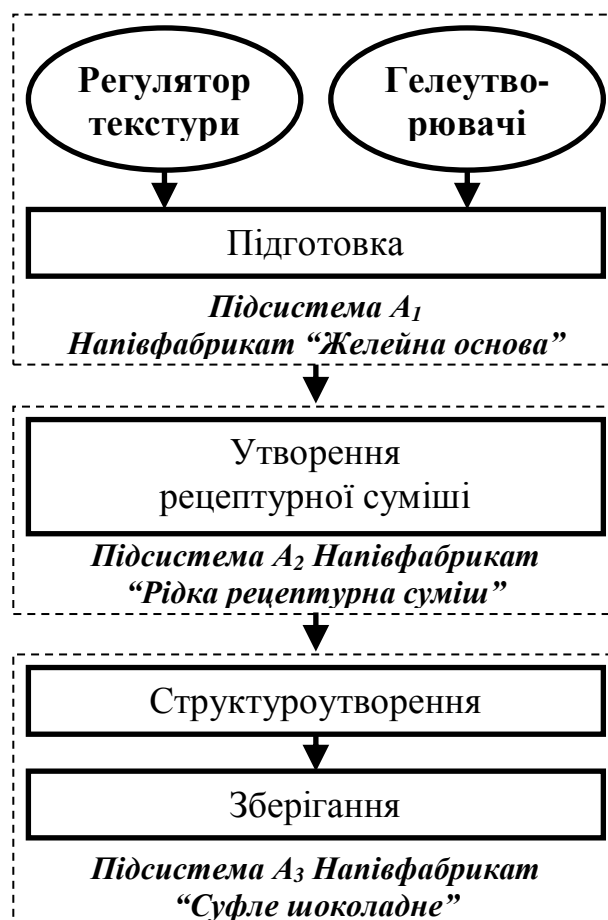 Регулятор
текстури
Гелеутво-
рювачі
Підготовка
Підсистема А1
Напівфабрикат “Желейна основа”
Утворення
рецептурної суміші
Підсистема А2 Напівфабрикат
“Рідка рецептурна суміш”
Структуроутворення
Зберігання
Підсистема А3 Напівфабрикат
“Суфле шоколадне”